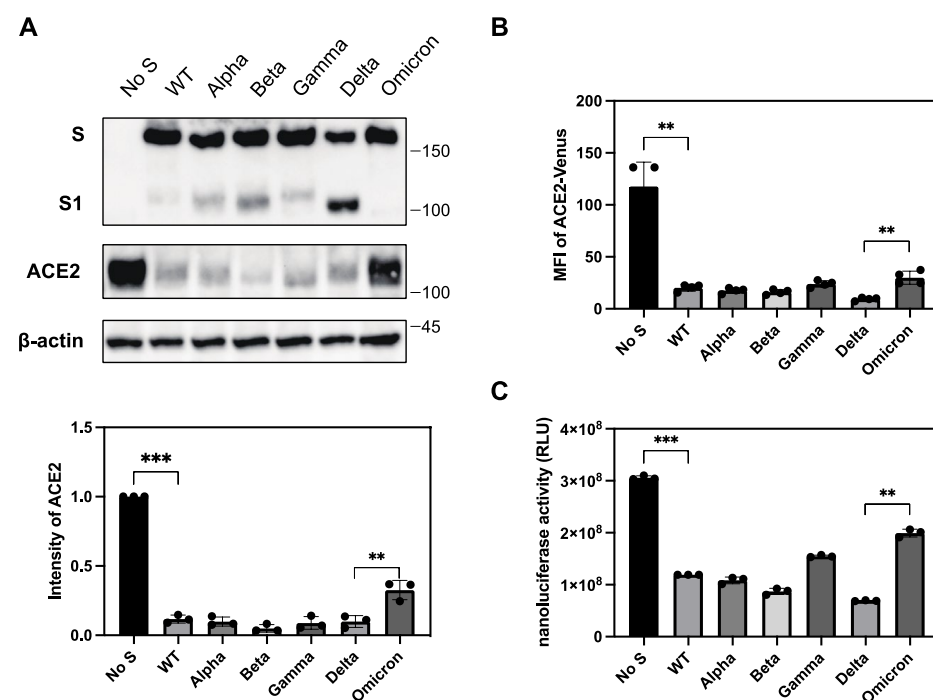 A
No S
WT
Alpha
Beta
Gamma
Delta
Omicron
S
S1
ACE2
β-actin
–150
–100
–100
–45
Intensity of ACE2
1.5
1.0
0.5
0.0
***
**
No S
WT
Alpha
Beta
Gamma
Delta
Omicron
B
MFI of ACE2-Venus
200
150
100
50
0
**
**
No S
WT
Alpha
Beta
Gamma
Delta
Omicron
C
nanoluciferase activity (RLU)
4×10⁸
3×10⁸
2×10⁸
1×10⁸
0
***
**
No S
WT
Alpha
Beta
Gamma
Delta
Omicron